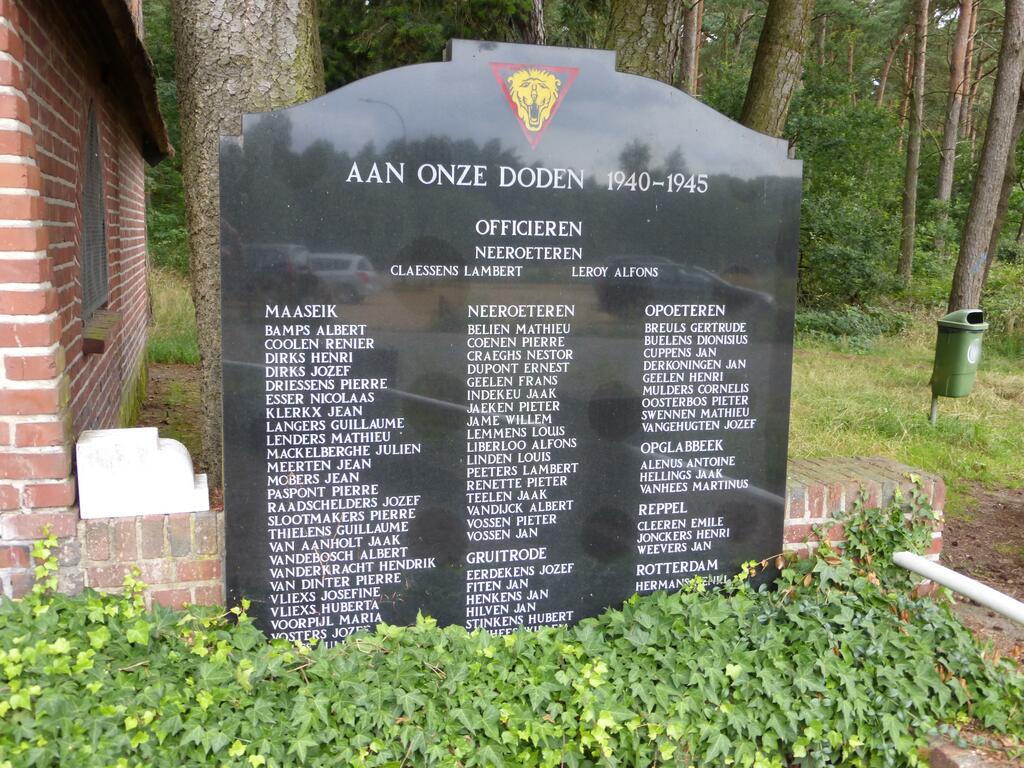 AAN ONZE DODEN 1940-1945
OFFICIEREN
NEEROETEREN
CLAESSENS LAMBERT LEROY ALFONS
MAASEIK
BAMPS ALBERT
COOLEN RENIER
DIRKS HENRI
DIRKS JOZEF
DRIESSENS PIERRE
ESSER NICOLAAS
KLERKX JEAN
LANGERS GUILLAUME
LENDERS MATHIEU
MACKELBERGHE JULIEN
MEERTEN JEAN
MOBERS JEAN
PASPONT PIERRE
RAADSCHELDERS JOZEF
SLOOTMAKERS PIERRE
THIELENS GUILLAUME
VAN AANHOLT JAAK
VANDEBOSCH ALBERT
VANDERKRACHT HENDRIK
VAN DINTER PIERRE
VLIEXS JOSEFINE
VLIEXS HUBERTA
VOORPIJL MARIA
VOSTERS JOZEF
NEEROETEREN
BELIEN MATHIEU
COENEN PIERRE
CRAEGHS NESTOR
DUPONT ERNEST
GEELEN FRANS
INDEKEU JAAK
JAEKEN PIETER
JAME WILLEM
LEMMENS LOUIS
LIBERLOO ALFONS
LINDEN LOUIS
PEETERS LAMBERT
RENETTE PIETER
TEELEN JAAK
VANDIJCK ALBERT
VOSSEN PIETER
VOSSEN JAN
GRUITRODE
EERDEKENS JOZEF
FITEN JAN
HENKENS JAN
HILVEN JAN
STINKENS HUBERT
OPOETEREN
BREULS GERTRUDE
BUELENS DIONISIUS
CUPPENS JAN
DERKONINGEN JAN
GEELEN HENRI
MULDERS CORNELIS
OOSTERBOS PIETER
SWENNEN MATHIEU
VANGEHUGTEN JOZEF
OPGLABBEEK
ALENUS ANTOINE
HELLINGS JAAK
VANHEES MARTINUS
REPPEL
CLEEREN EMILE
JONCKERS HENRI
WEEVERS JAN
ROTTERDAM
HERMANS